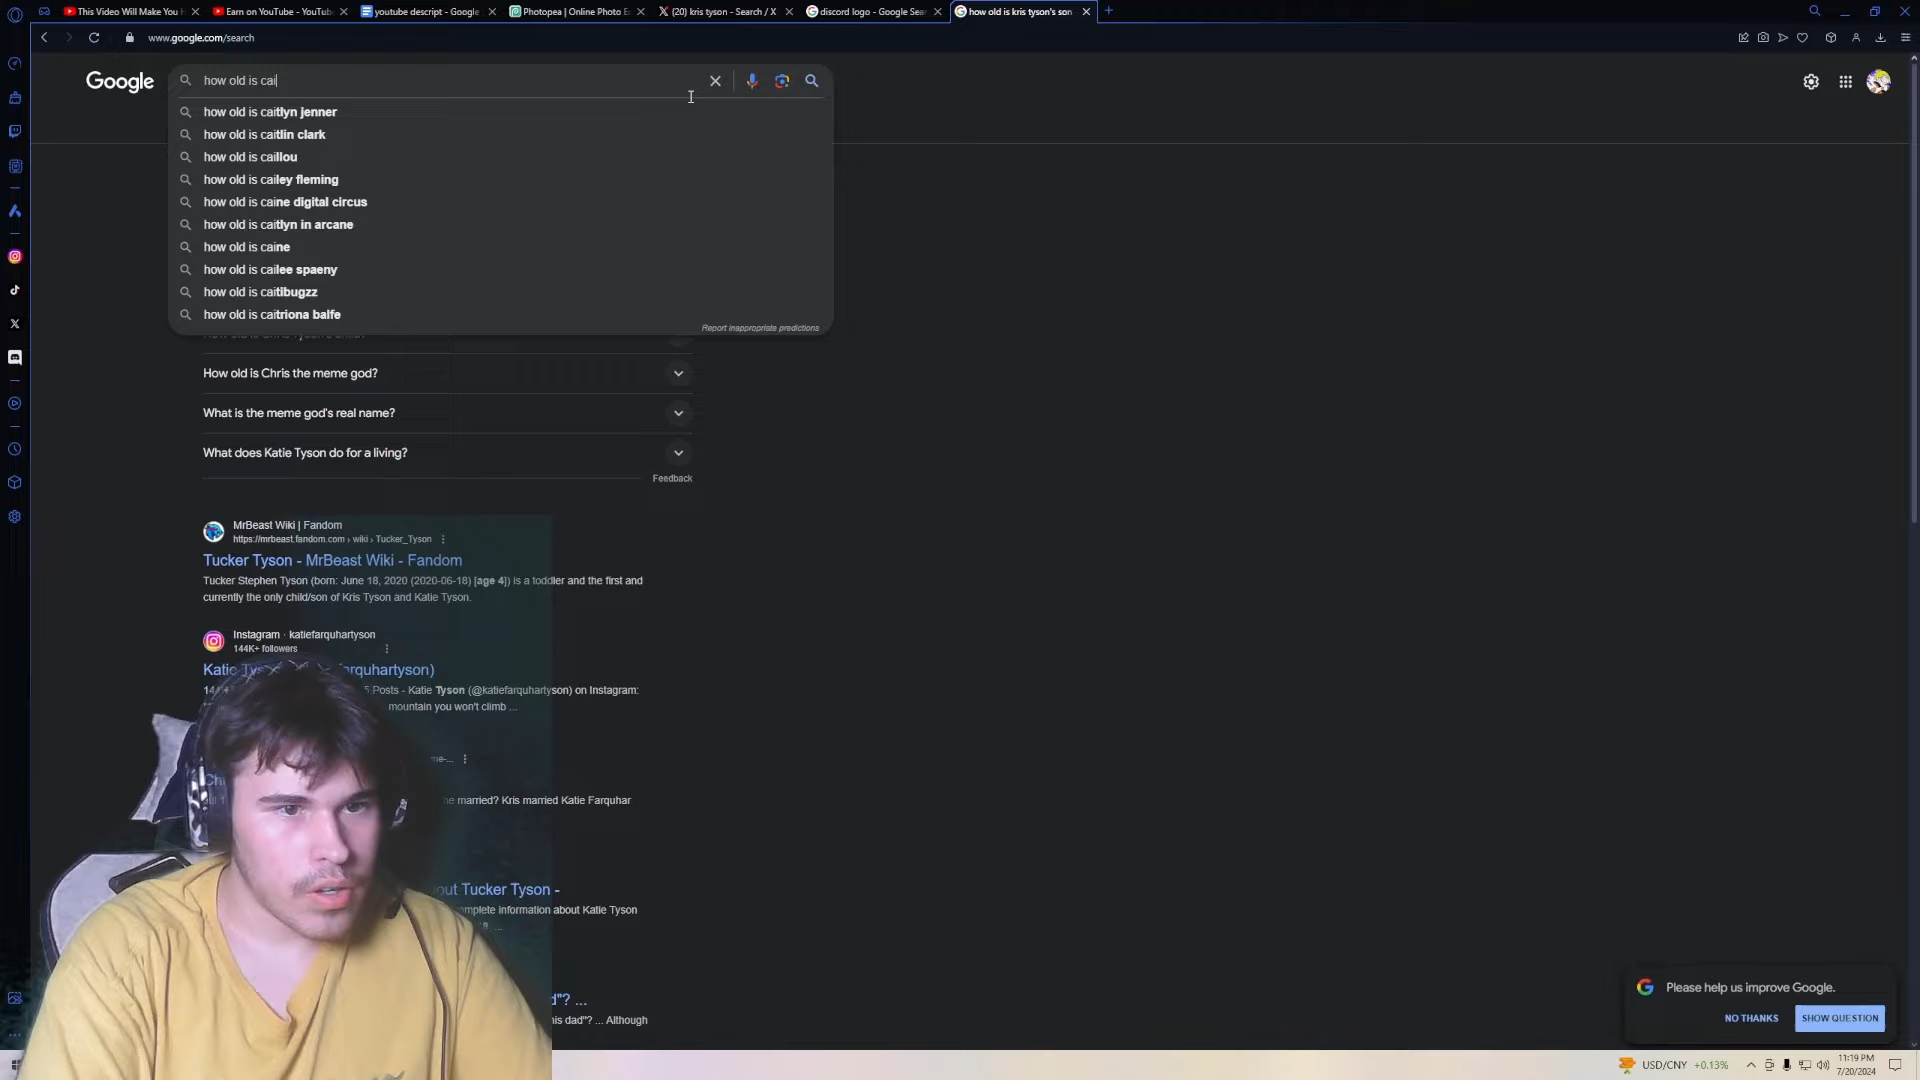 This Video Will Make You H
Earn on YouTube - YouTub
youtube descript - Google
Photopea | Online Photo E
(20) kris tyson - Search / X
discord logo - Google Sea
how old is kris tyson's son
www.google.com/search
Google
how old is cai
how old is caitlyn jenner
how old is caitlin clark
how old is caillou
how old is cailey fleming
how old is caine digital circus
how old is caitlyn in arcane
how old is caine
how old is cailee spaeny
how old is caitibugzz
how old is caitriona balfe
Report inappropriate predictions
How old is Chris the meme god?
What is the meme god's real name?
What does Katie Tyson do for a living?
Feedback
MrBeast Wiki | Fandom
https://mrbeast.fandom.com › wiki › Tucker_Tyson
Tucker Tyson - MrBeast Wiki - Fandom
Tucker Stephen Tyson (born: June 18, 2020 (2020-06-18) [age 4]) is a toddler and the first and
currently the only child/son of Kris Tyson and Katie Tyson.
Instagram · katiefarquhartyson
144K+ followers
Katie Tys arquhartyson)
5 Posts - Katie Tyson (@katiefarquhartyson) on Instagram:
mountain you won't climb ...
me-...
he married? Kris married Katie Farquhar
out Tucker Tyson -
mplete information about Katie Tyson
d"? ...
his dad"? ... Although
Please help us improve Google.
NO THANKS
SHOW QUESTION
USD/CNY +0.13%
11:19 PM
7/20/2024